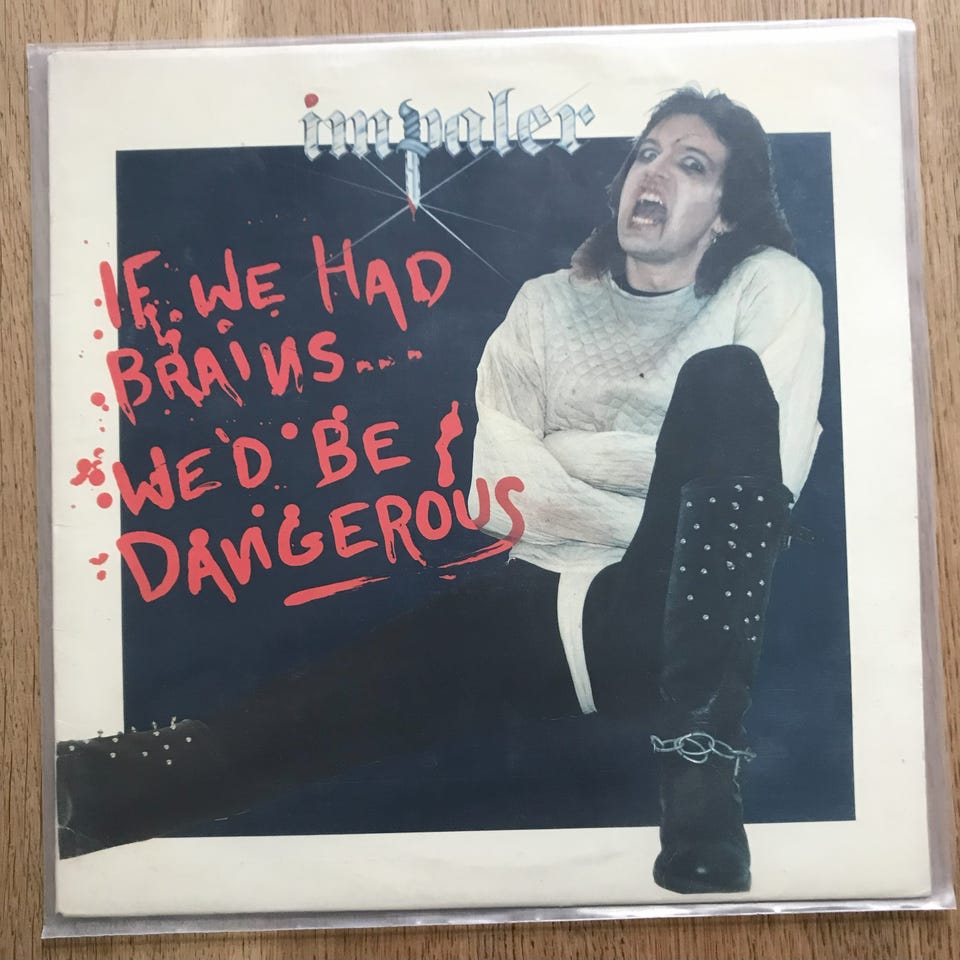 impaler
IF WE HAD
BRAINS...
WE'D BE
DANGEROUS